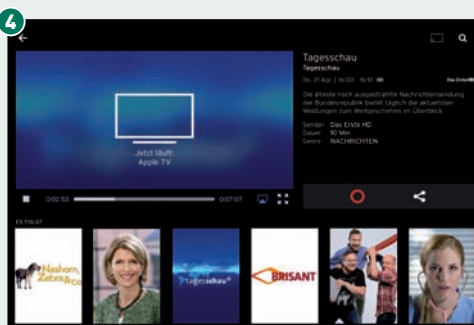 4
Tagesschau
Tagesschau
Das Erste HD
Die älteste noch ausgestrahlte Nachrichtensendung
der Bundesrepublik bietet täglich die aktuellsten
Meldungen zum Weltgeschehen im Überblick.
Sender Das Erste HD
Dauer 10 Min
Genre NACHRICHTEN
Jetzt läuft:
Apple TV
0:02:53
0:07:07
ES FOLGT
Nashorn,
Zebra & Co
tagesschau
BRISANT